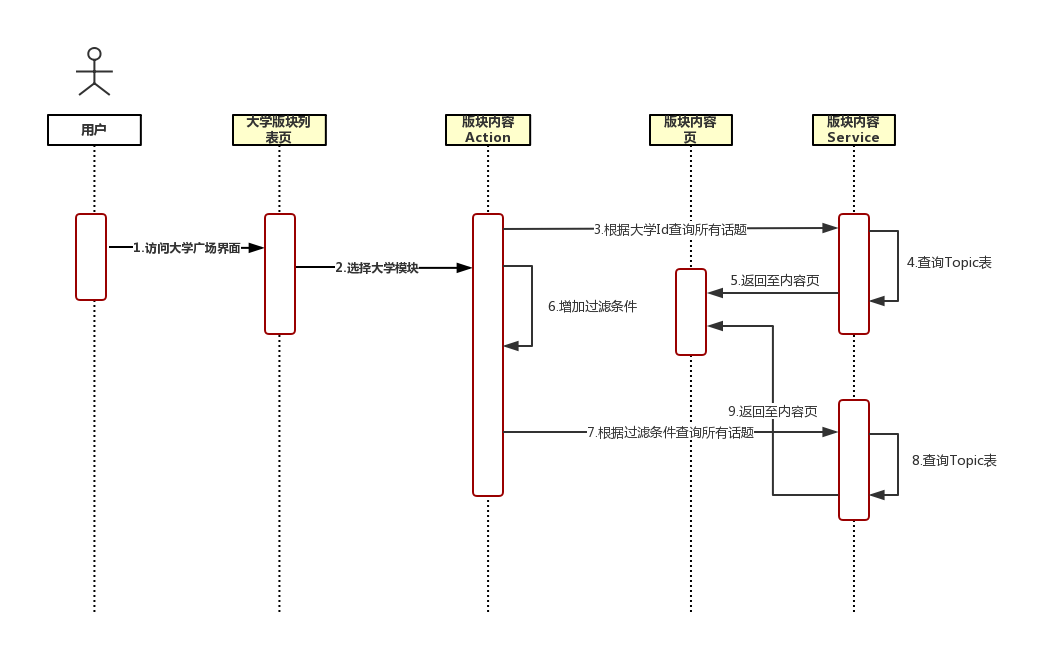 用户
大学版块列
表页
版块内容
Action
版块内容
页
版块内容
Service
1.访问大学广场界面
2.选择大学模块
3.根据大学Id查询所有话题
4.查询Topic表
5.返回至内容页
6.增加过滤条件
7.根据过滤条件查询所有话题
8.查询Topic表
9.返回至内容页